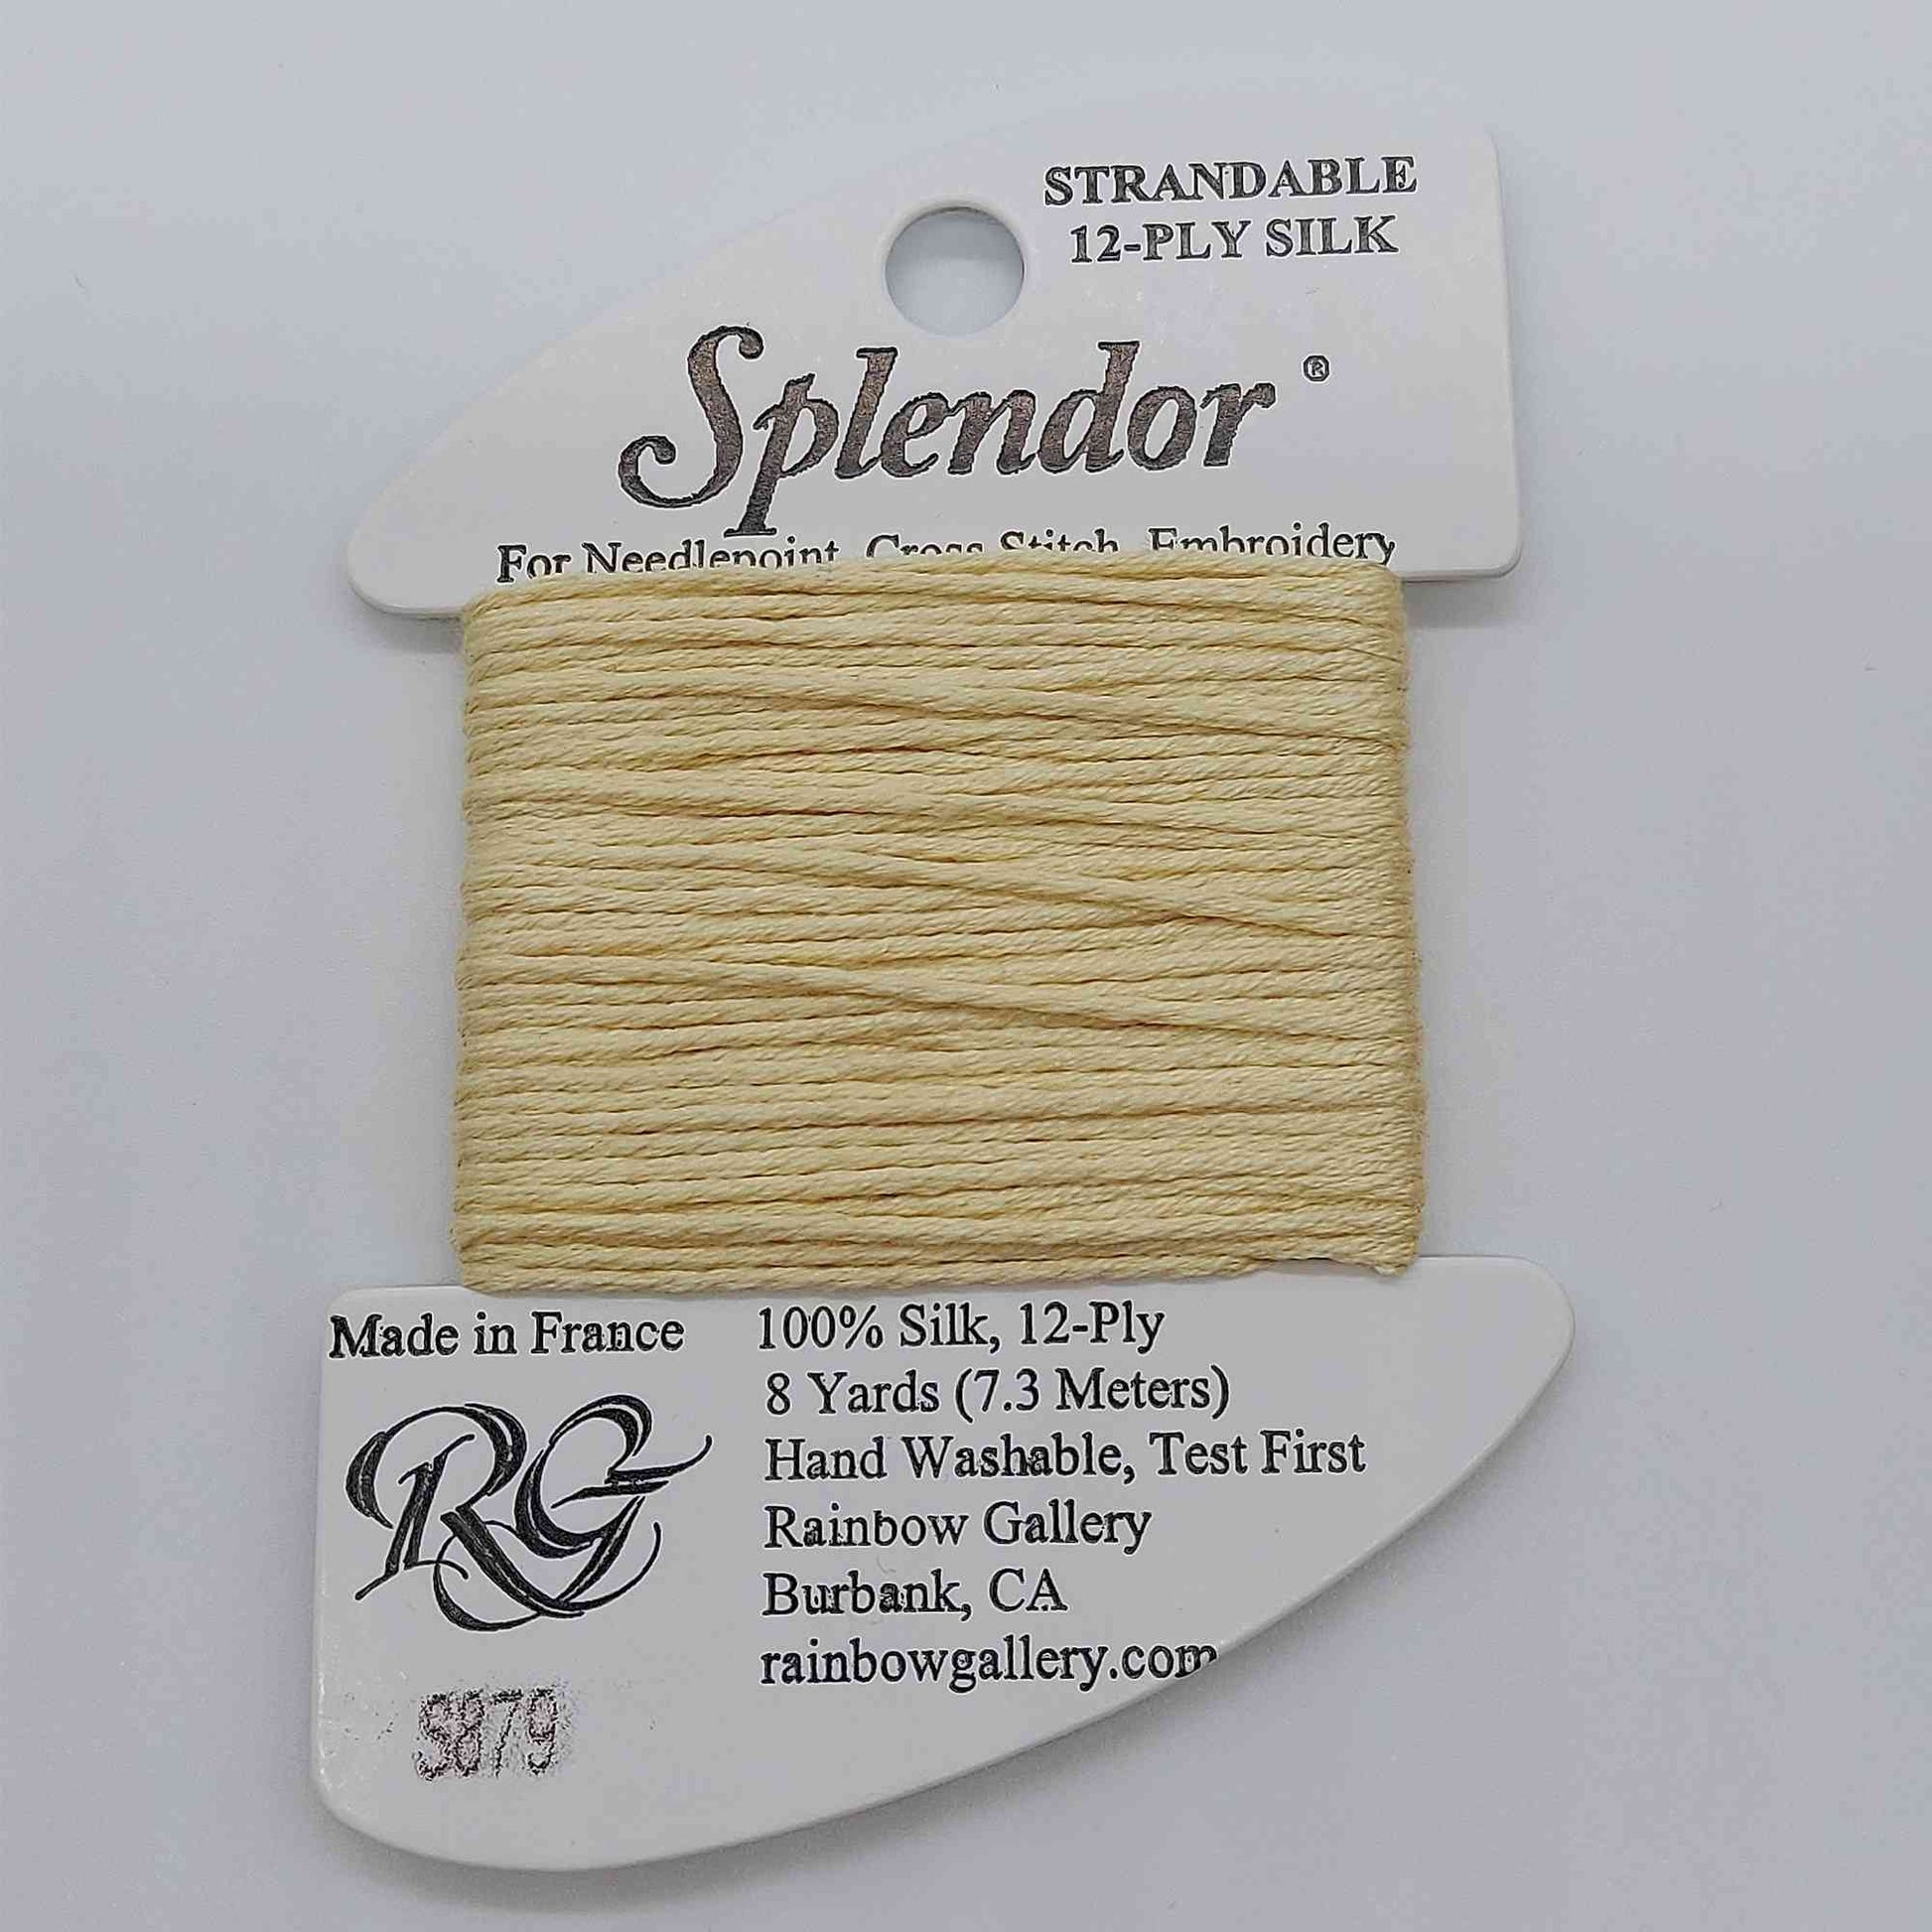 STRANDABLE
12-PLY SILK
Splendor ®
For Needlepoint, Cross Stitch, Embroidery
Made in France
RG
S879
100% Silk, 12-Ply
8 Yards (7.3 Meters)
Hand Washable, Test First
Rainbow Gallery
Burbank, CA
rainbowgallery.com